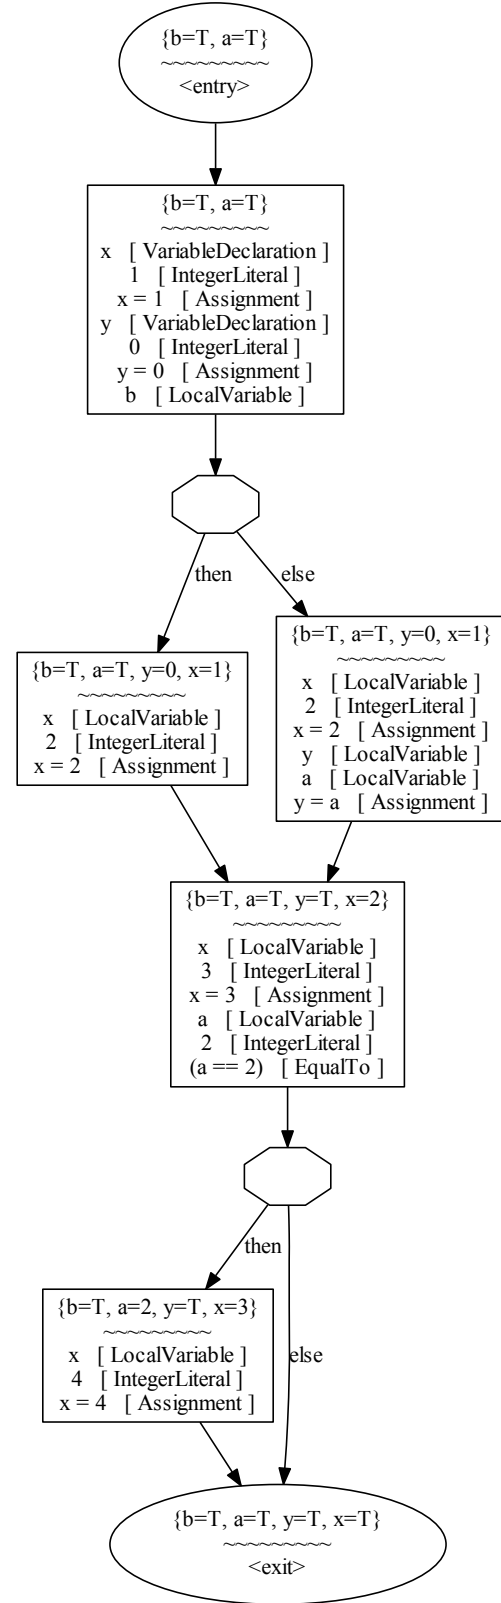 {b=T, a=T}
~~~~~~~~~
<entry>
{b=T, a=T}
~~~~~~~~~
x [ VariableDeclaration ]
1 [ IntegerLiteral ]
x = 1 [ Assignment ]
y [ VariableDeclaration ]
0 [ IntegerLiteral ]
y = 0 [ Assignment ]
b [ LocalVariable ]
then
else
{b=T, a=T, y=0, x=1}
~~~~~~~~~
x [ LocalVariable ]
2 [ IntegerLiteral ]
x = 2 [ Assignment ]
{b=T, a=T, y=0, x=1}
~~~~~~~~~
x [ LocalVariable ]
2 [ IntegerLiteral ]
x = 2 [ Assignment ]
y [ LocalVariable ]
a [ LocalVariable ]
y = a [ Assignment ]
{b=T, a=T, y=T, x=2}
~~~~~~~~~
x [ LocalVariable ]
3 [ IntegerLiteral ]
x = 3 [ Assignment ]
a [ LocalVariable ]
2 [ IntegerLiteral ]
(a == 2) [ EqualTo ]
then
{b=T, a=2, y=T, x=3}
~~~~~~~~~
x [ LocalVariable ]
4 [ IntegerLiteral ]
x = 4 [ Assignment ]
else
{b=T, a=T, y=T, x=T}
~~~~~~~~~
<exit>